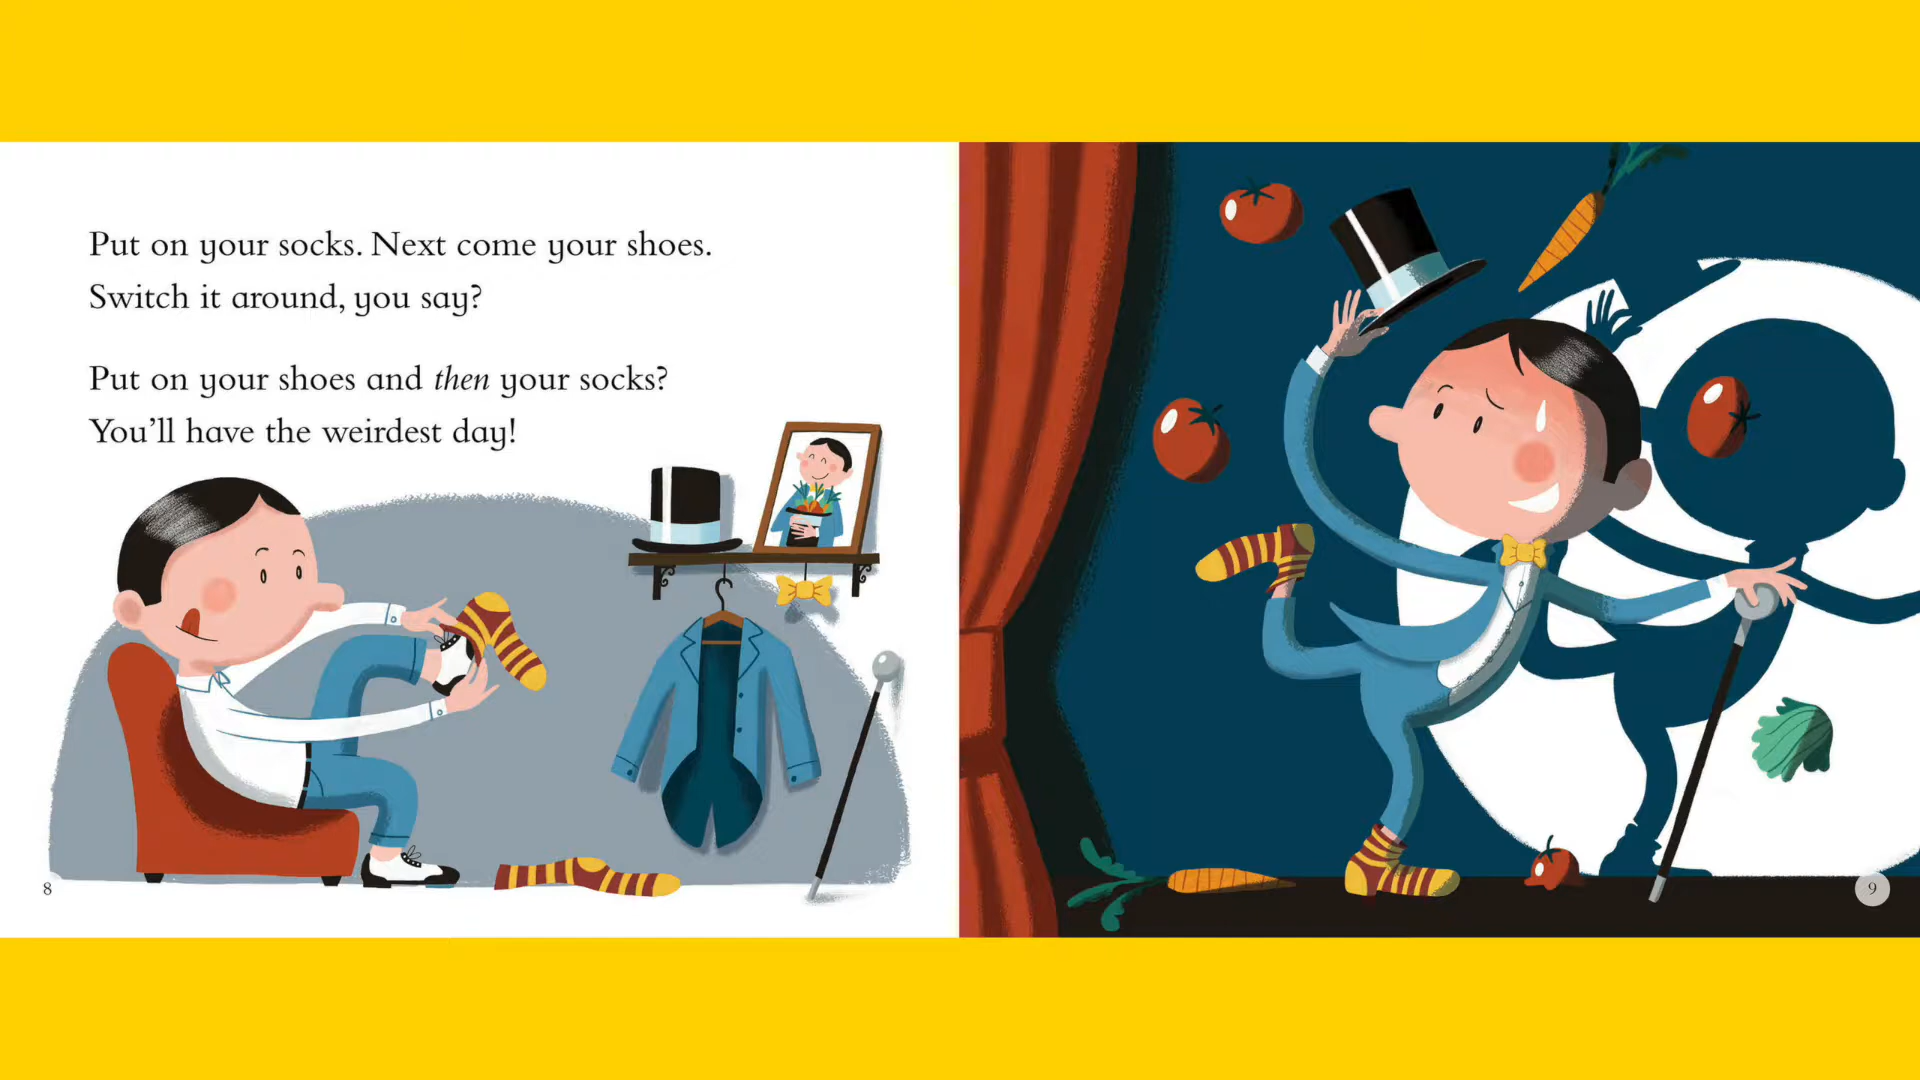 Put on your socks. Next come your shoes.
Switch it around, you say?
Put on your shoes and then your socks?
You'll have the weirdest day!
8
9